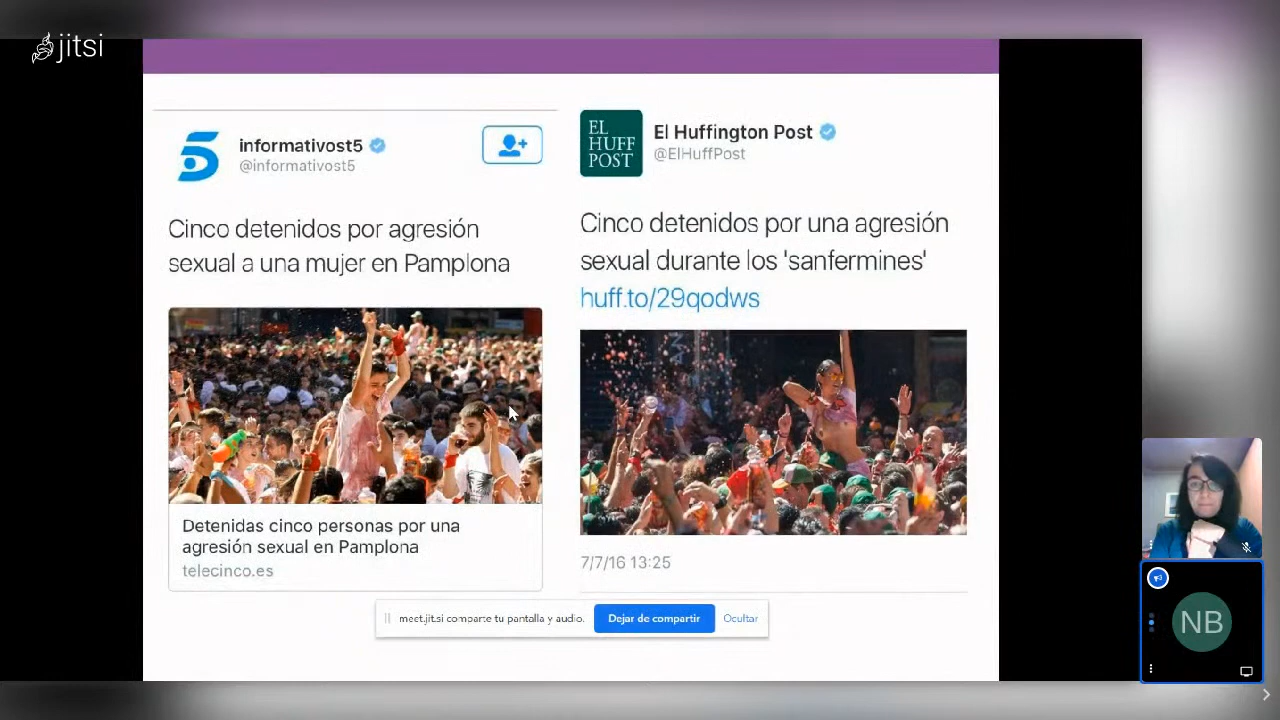 jitsi
informativost5
@informativost5
Cinco detenidos por agresión
sexual a una mujer en Pamplona
Detenidas cinco personas por una
agresión sexual en Pamplona
telecinco.es
EL
HUFF
POST
El Huffington Post
@ElHuffPost
Cinco detenidos por una agresión
sexual durante los 'sanfermines'
huff.to/29qodws
7/7/16 13:25
meet.jit.si comparte tu pantalla y audio.
Dejar de compartir
Ocultar
NB